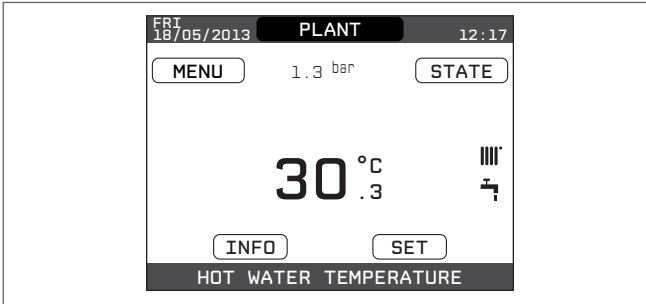 FRI
18/05/2013 PLANT 12:17
MENU 1.3 bar STATE
30.3 °C
INFO SET
HOT WATER TEMPERATURE